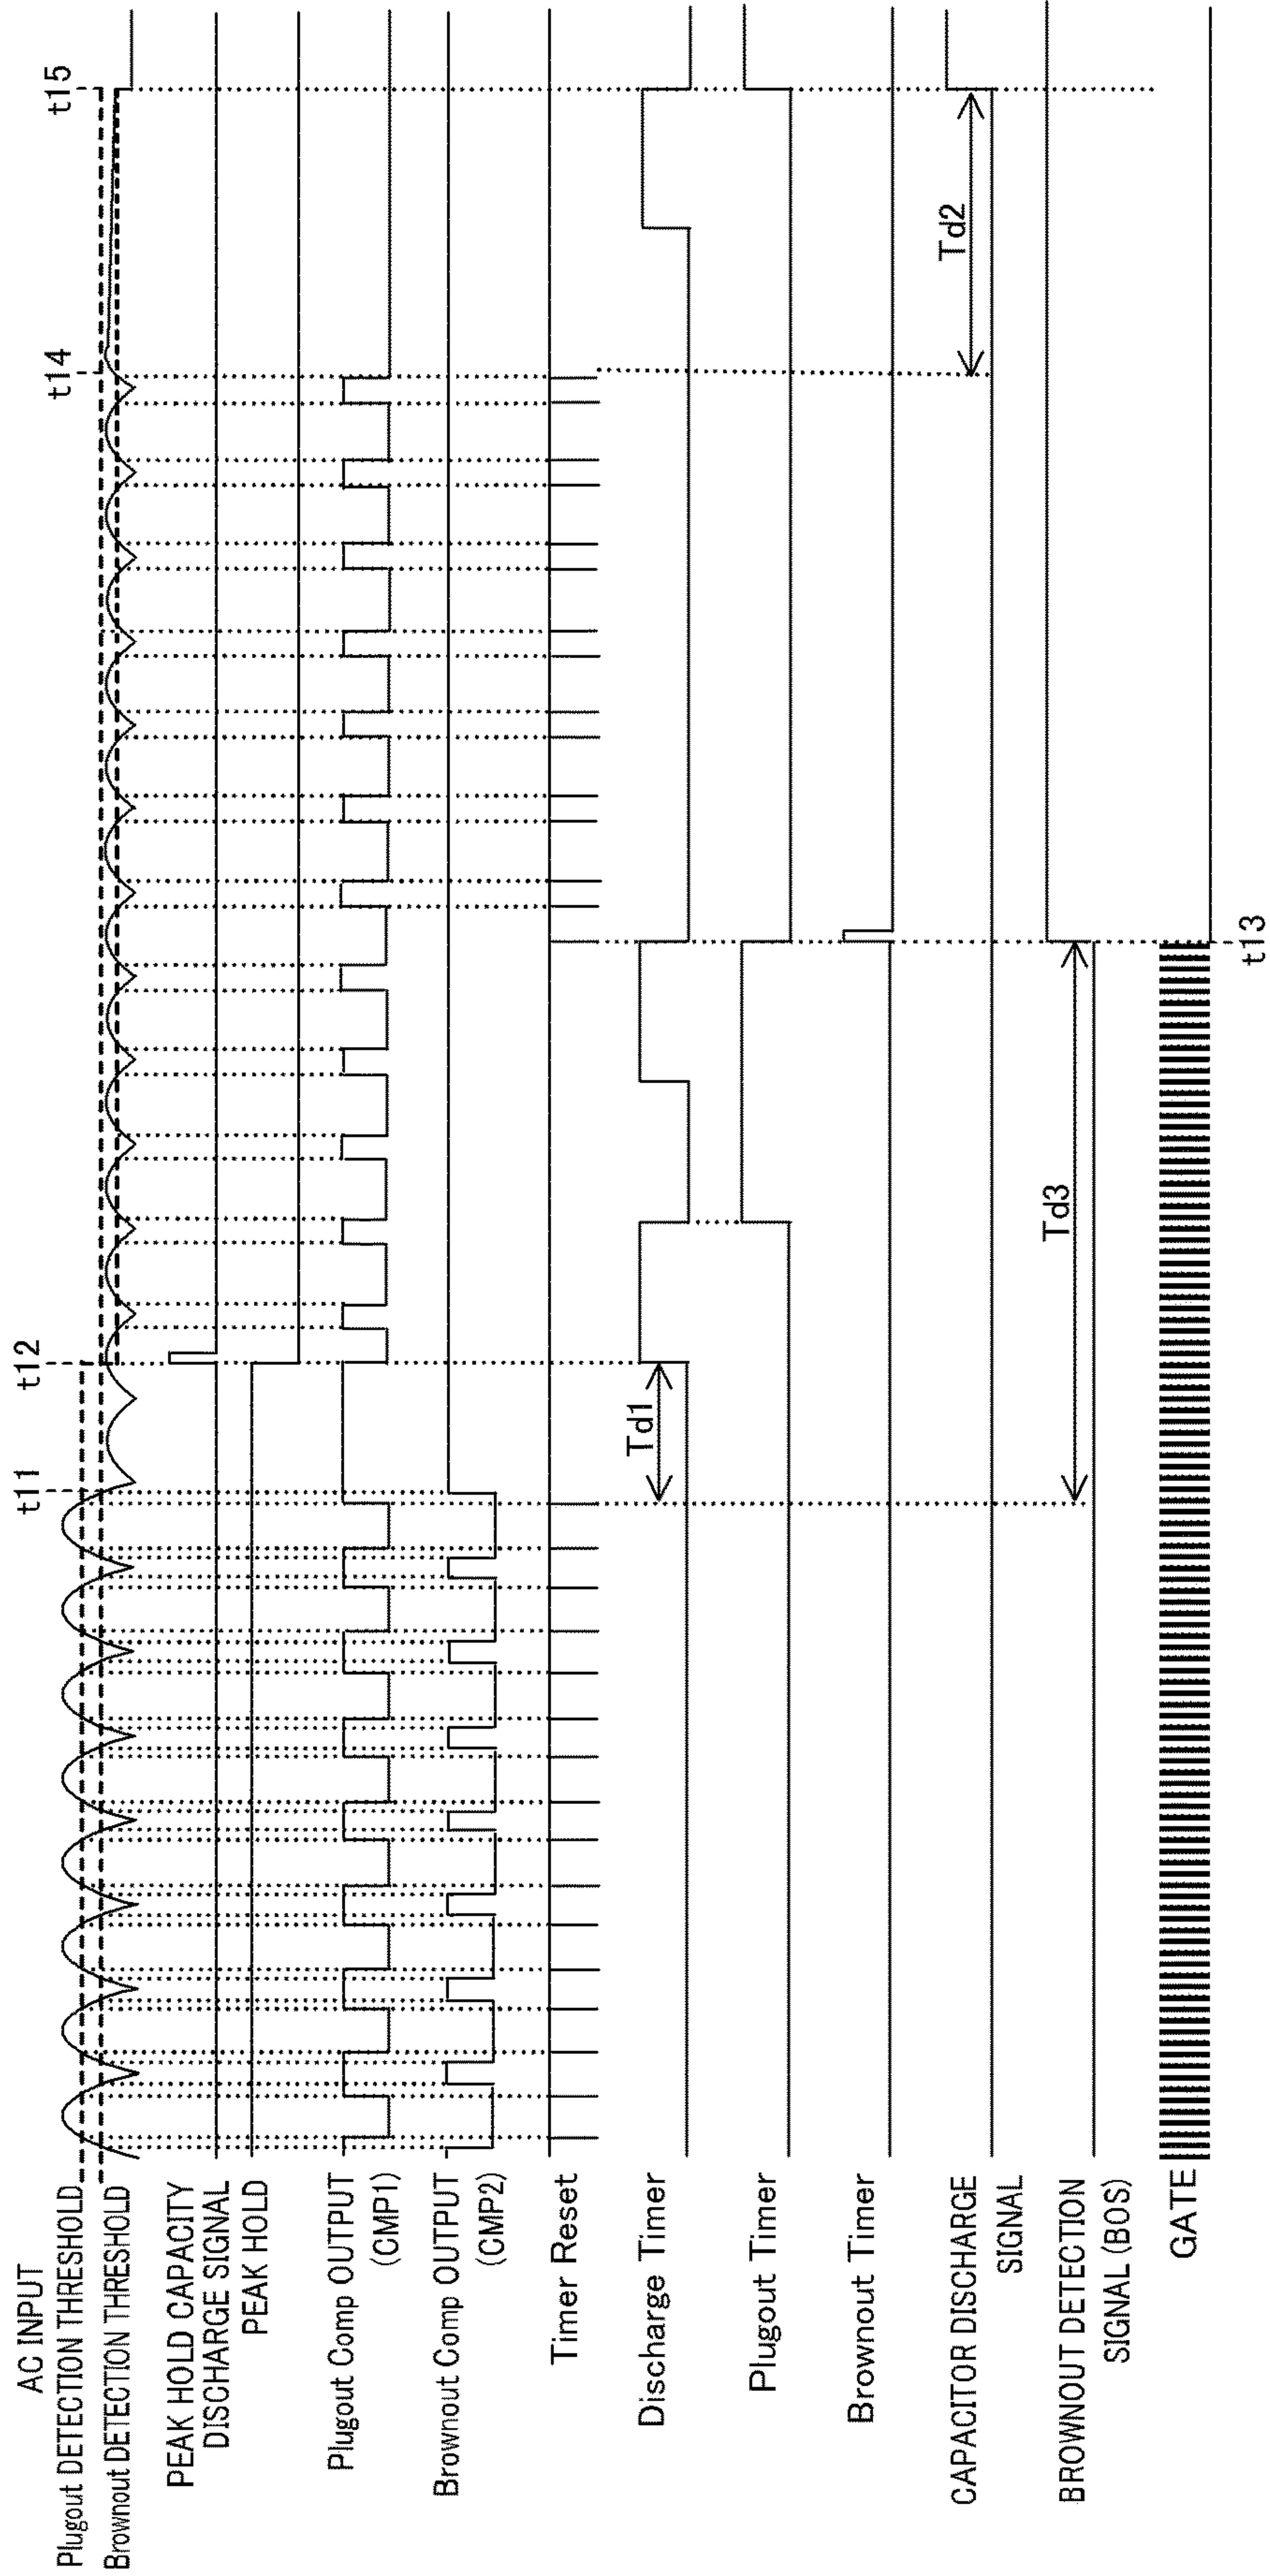 AC INPUT
Plugout DETECTION THRESHOLD
Brownout DETECTION THRESHOLD
PEAK HOLD CAPACITY
DISCHARGE SIGNAL
PEAK HOLD
Plugout Comp OUTPUT
(CMP1)
Brownout Comp OUTPUT
(CMP2)
Timer Reset
Discharge Timer
Plugout Timer
Brownout Timer
CAPACITOR DISCHARGE
SIGNAL
BROWNOUT DETECTION
SIGNAL (BOS)
GATE
t11
t12
t14
t15
Td1
Td2
Td3
t13